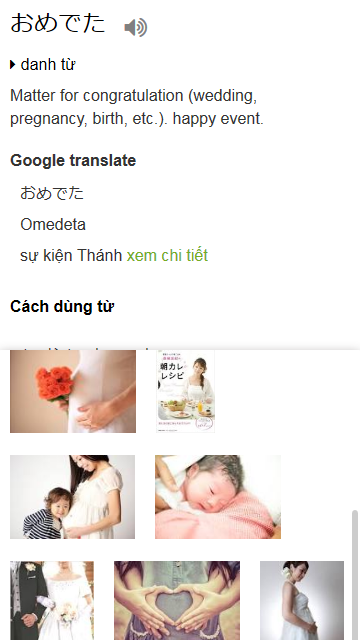 おめでた
danh từ
Matter for congratulation (wedding,
pregnancy, birth, etc.). happy event.
Google translate
おめでた
Omedeta
sự kiện Thánh xem chi tiết
Cách dùng từ
朝カレ
レシピ